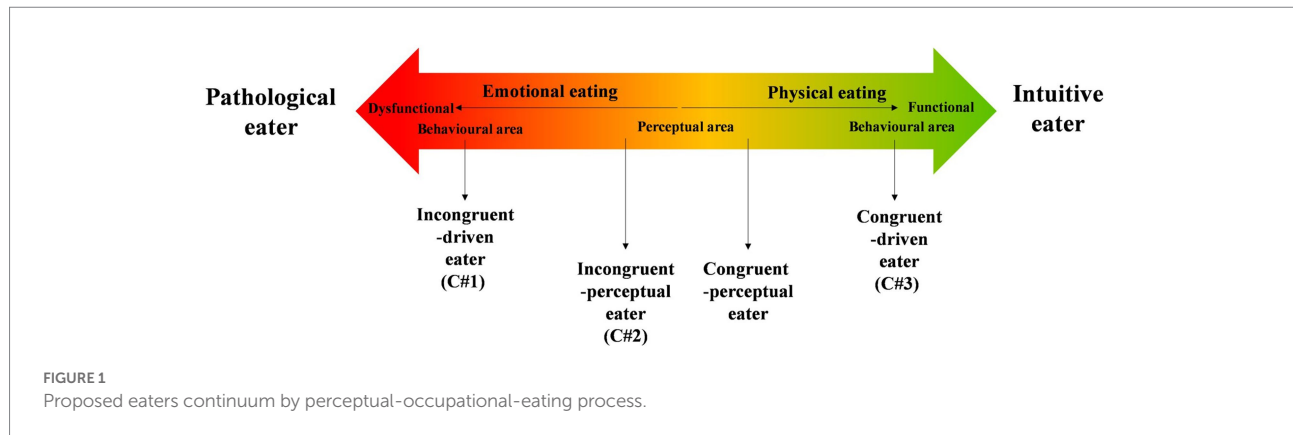 Pathological
eater
Emotional eating
Physical eating
Dysfunctional
Functional
Behavioural area
Perceptual area
Behavioural area
Intuitive
eater
Incongruent
-driven
eater
(C#1)
Incongruent
-perceptual
eater
(C#2)
Congruent
-perceptual
eater
Congruent
-driven
eater
(C#3)
FIGURE 1
Proposed eaters continuum by perceptual-occupational-eating process.